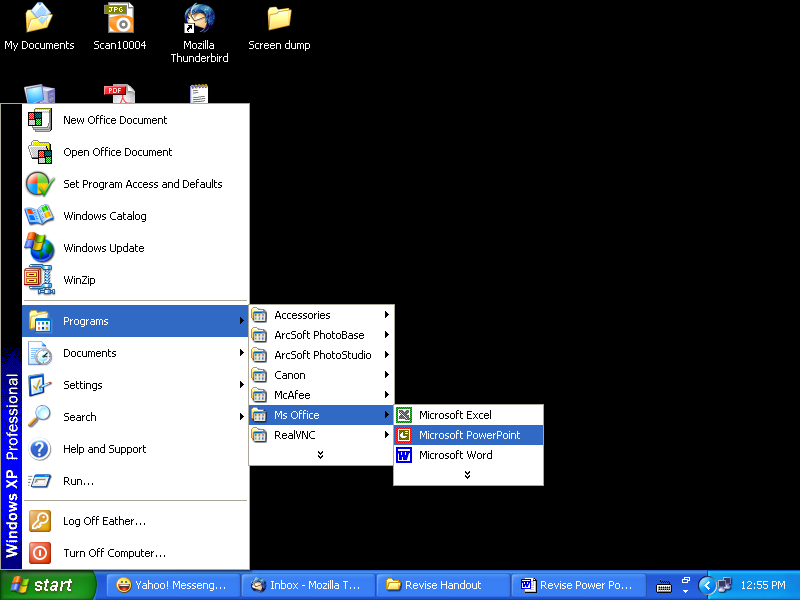 My Documents
JPG
Scan10004
Mozilla
Thunderbird
Screen dump
PDF
New Office Document
Open Office Document
Set Program Access and Defaults
Windows Catalog
Windows Update
WinZip
Programs
Documents
Settings
Search
Help and Support
Run...
Log Off Eather...
Turn Off Computer...
Windows XP Professional
Accessories
ArcSoft PhotoBase
ArcSoft PhotoStudio
Canon
McAfee
Ms Office
RealVNC
Microsoft Excel
Microsoft PowerPoint
Microsoft Word
start
Yahoo! Messeng...
Inbox - Mozilla T...
Revise Handout
Revise Power Po...
12:55 PM